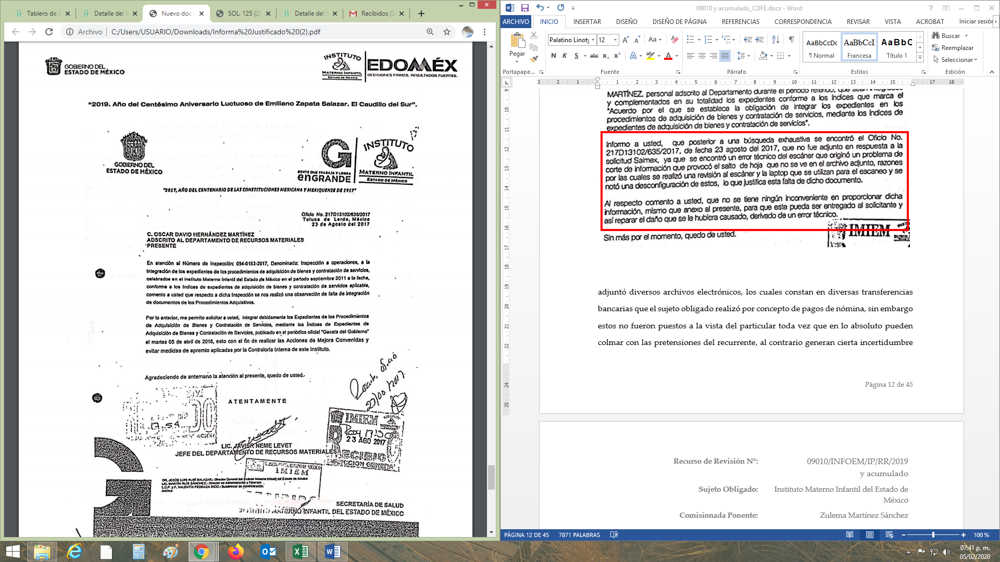 Tablero de S
Detalle del S
Nuevo doc 2
SOL. 125 (2)
Detalle del S
Recibidos (3
Archivo
C:/Users/USUARIO/Downloads/Informa%20Justificado%20(2).pdf
GOBIERNO DEL
ESTADO DE MÉXICO
INSTITUTO
MATERNO INFANTIL
ESTADO DE MÉXICO
EDOMÉX
DECISIONES FIRMES, RESULTADOS FUERTES.
“2019. Año del Centésimo Aniversario Luctuoso de Emiliano Zapata Salazar. El Caudillo del Sur”.
GOBIERNO DEL
ESTADO DE MÉXICO
GENTE QUE TRABAJA Y LOGRA
enGRANDE
INSTITUTO
MATERNO INFANTIL
ESTADO DE MÉXICO
"2017, AÑO DEL CENTENARIO DE LAS CONSTITUCIONES MEXICANA Y MEXIQUENSE DE 1917"
Oficio No. 217D13102/635/2017
Toluca de Lerdo, México
23 de Agosto del 2017
C. OSCAR DAVID HERNÁNDEZ MARTÍNEZ
ADSCRITO AL DEPARTAMENTO DE RECURSOS MATERIALES
PRESENTE
En atención al Número de Inspección: 094-0153-2017, Denominada: Inspección a operaciones, a la
integración de los expedientes de los procedimientos de adquisición de bienes y contratación de servicios,
celebrados en el Instituto Materno Infantil del Estado de México en el periodo septiembre 2011 a la fecha,
conforme a los índices de expedientes de adquisición de bienes y contratación de servicios aplicable,
comento a usted que respecto a dicha Inspección se nos realizó una observación de falta de integración
de documentos de los Procedimientos Adquisitivos.
Por lo anterior, me permito solicitar a usted, integrar debidamente los Expedientes de los Procedimientos
de Adquisición de Bienes y Contratación de Servicios, mediante los Índices de Expedientes de
Adquisición de Bienes y Contratación de Servicios, publicado en el periódico oficial "Gaceta del Gobierno"
el martes 05 de abril de 2016, esto con el fin de realizar las Acciones de Mejora Convenidas y
evitar medidas de apremio aplicadas por la Contraloría Interna de este Instituto.
Agradeciendo de antemano la atención al presente, quedo de usted.
ATENTAMENTE
17:54
IMIEM
17:30
23 AGO 2017
RECIBIDO
DIRECCIÓN GENERAL
LIC. JAVIER NEME LEVET
JEFE DEL DEPARTAMENTO DE RECURSOS MATERIALES
IMIEM
DR. JESÚS LUIS RUBÍ SALAZAR.- Director General del Instituto Materno Infantil del Estado de México
LIC. MARTÍN RUÍZ SÁNCHEZ.- Director de Administración y Finanzas
L.C.P. y F. VALENTÍN PEDRAZA RICO.- Subdirector de Administración.
Archivo
SECRETARÍA DE SALUD
INSTITUTO MATERNO INFANTIL DEL ESTADO DE MÉXICO
09010 y acumulado_CDFE.docx - Word
ARCHIVO INICIO INSERTAR DISEÑO DISEÑO DE PÁGINA REFERENCIAS CORRESPONDENCIA REVISAR VISTA ACROBAT Iniciar sesión
Pegar
Portapape...
Palatino Linoty 12
Fuente
Párrafo
AaBbCcDc
¶ Normal
AaBbCcI
Francesa
AaBbC
Título 1
Estilos
Buscar
Reemplazar
Seleccionar
Edición
3 2 1 1 2 3 4 5 6 7 8 9 10 11 12 13 14 15 17 18
MARTÍNEZ, personal adscrito al Departamento durante el periodo referido, que sean integrados
y complementados en su totalidad los expedientes conforme a los índices que marca el
"Acuerdo por el que se establece la obligación de integrar los expedientes en los
procedimientos de adquisición de bienes y contratación de servicios, mediante los índices de
expedientes de adquisición de bienes y contratación de servicios".
Informo a usted, que posterior a una búsqueda exhaustiva se encontró el Oficio No.
217D13102/635/2017, de fecha 23 agosto del 2017, que no fue adjunto en respuesta a la
solicitud Saimex, ya que se encontró un error técnico del escáner que originó un problema de
corte de información que provocó el salto de hoja que no se ve en el archivo adjunto, razones
por las cuales se realizó una revisión al escáner y la laptop que se utilizan para el escaneo y se
notó una desconfiguración de estos, lo que justifica esta falta de dicho documento.
Al respecto comento a usted, que no se tiene ningún inconveniente en proporcionar dicha
información, mismo que anexo al presente, para que este pueda ser entregado al solicitante y
así reparar el daño que se le hubiera causado, derivado de un error técnico.
Sin más por el momento, quedo de usted.
IMIEM
adjuntó diversos archivos electrónicos, los cuales constan en diversas transferencias
bancarias que el sujeto obligado realizó por concepto de pagos de nómina, sin embargo
estos no fueron puestos a la vista del particular toda vez que en lo absoluto pueden
colmar con las pretensiones del recurrente, al contrario generan cierta incertidumbre
Página 12 de 45
Recurso de Revisión N°: 09010/INFOEM/IP/RR/2019
y acumulado
Sujeto Obligado: Instituto Materno Infantil del Estado de
México
Comisionada Ponente: Zulema Martínez Sánchez
PÁGINA 12 DE 45 7871 PALABRAS
100 %
07:41 p. m.
05/02/2020